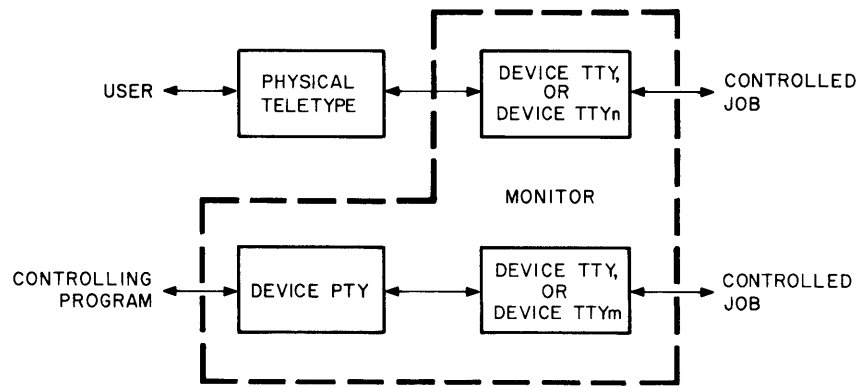 USER
PHYSICAL
TELETYPE
DEVICE TTY,
OR
DEVICE TTYn
CONTROLLED
JOB
MONITOR
CONTROLLING
PROGRAM
DEVICE PTY
DEVICE TTY,
OR
DEVICE TTYm
CONTROLLED
JOB